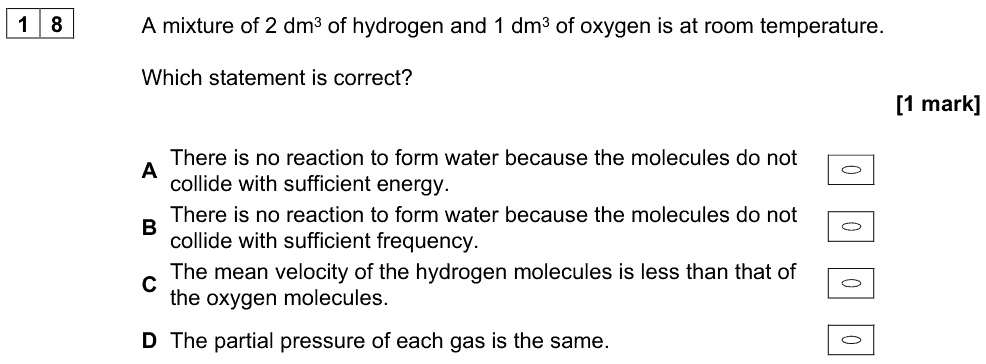 1 8 A mixture of 2 dm³ of hydrogen and 1 dm³ of oxygen is at room temperature.
Which statement is correct?
[1 mark]
A There is no reaction to form water because the molecules do not
collide with sufficient energy.
B There is no reaction to form water because the molecules do not
collide with sufficient frequency.
C The mean velocity of the hydrogen molecules is less than that of
the oxygen molecules.
D The partial pressure of each gas is the same.